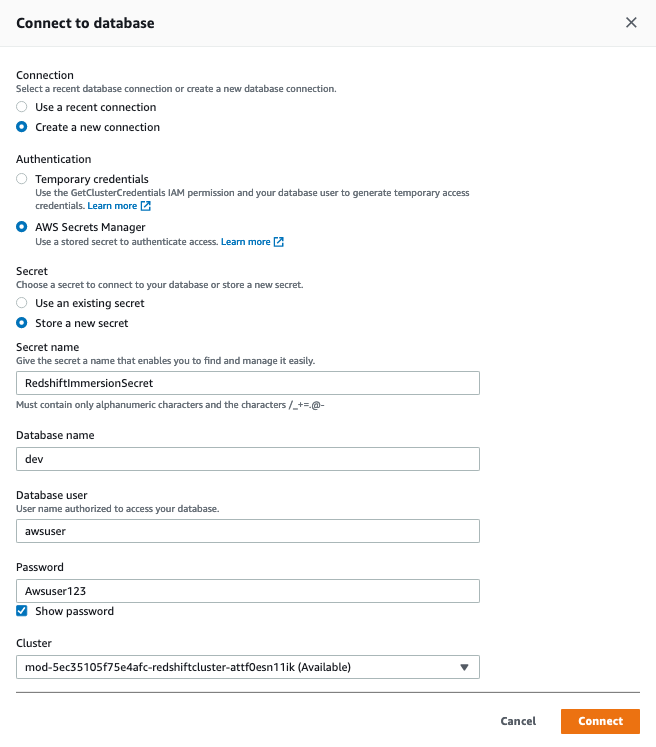 Connect to database
Connection
Select a recent database connection or create a new database connection.
Use a recent connection
Create a new connection
Authentication
Temporary credentials
Use the GetClusterCredentials IAM permission and your database user to generate temporary access
credentials. Learn more
AWS Secrets Manager
Use a stored secret to authenticate access. Learn more
Secret
Choose a secret to connect to your database or store a new secret.
Use an existing secret
Store a new secret
Secret name
Give the secret a name that enables you to find and manage it easily.
RedshiftImmersionSecret
Must contain only alphanumeric characters and the characters /_+=.@-
Database name
dev
Database user
User name authorized to access your database.
awsuser
Password
Awsuser123
Show password
Cluster
mod-5ec35105f75e4afc-redshiftcluster-attf0esn11ik (Available)
Cancel Connect